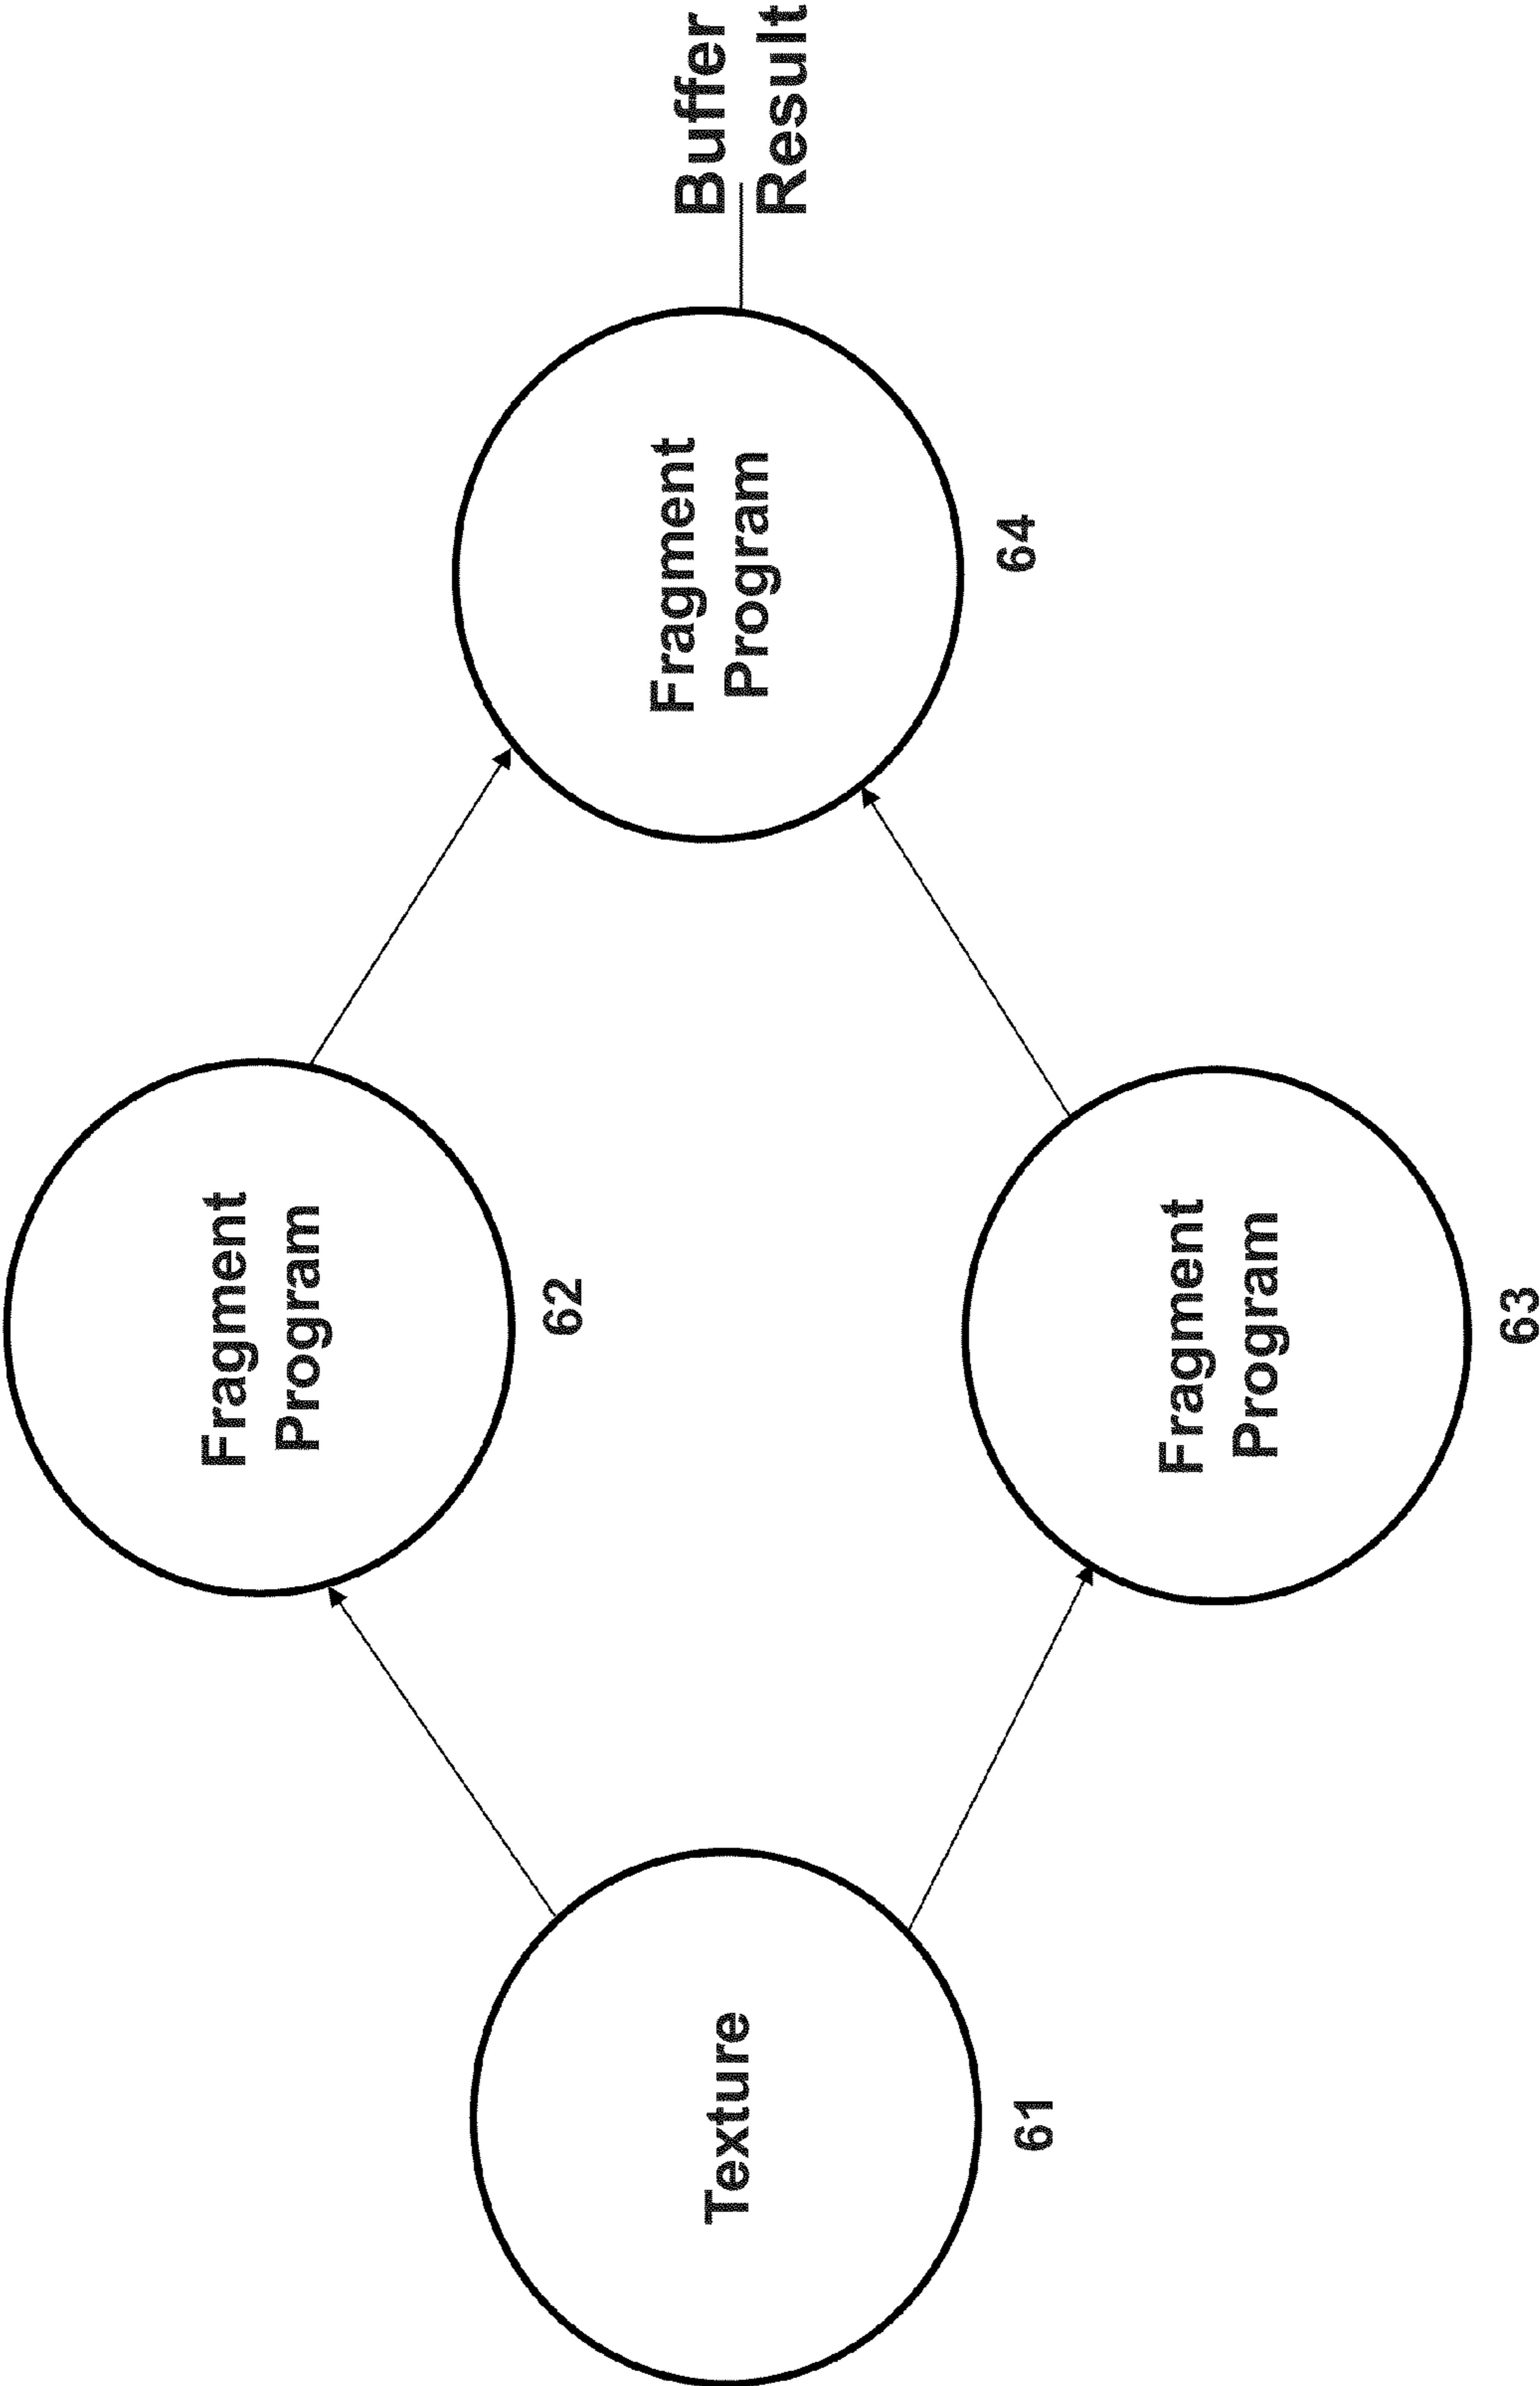 Fragment
Program
62
Texture
61
Fragment
Program
64
Buffer
Result
Fragment
Program
63